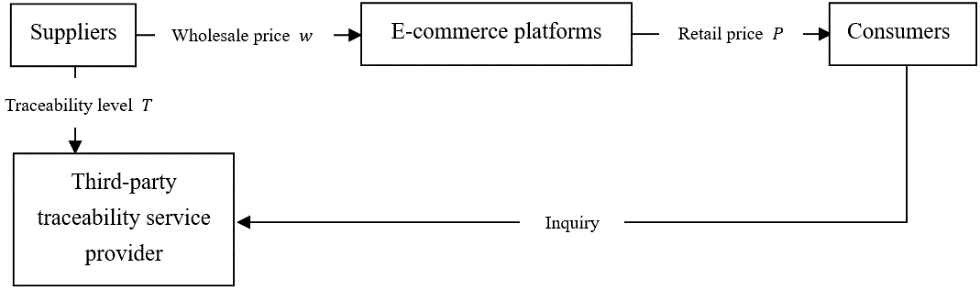 Suppliers
Wholesale price w
E-commerce platforms
Retail price P
Consumers
Traceability level T
Third-party
traceability service
provider
Inquiry